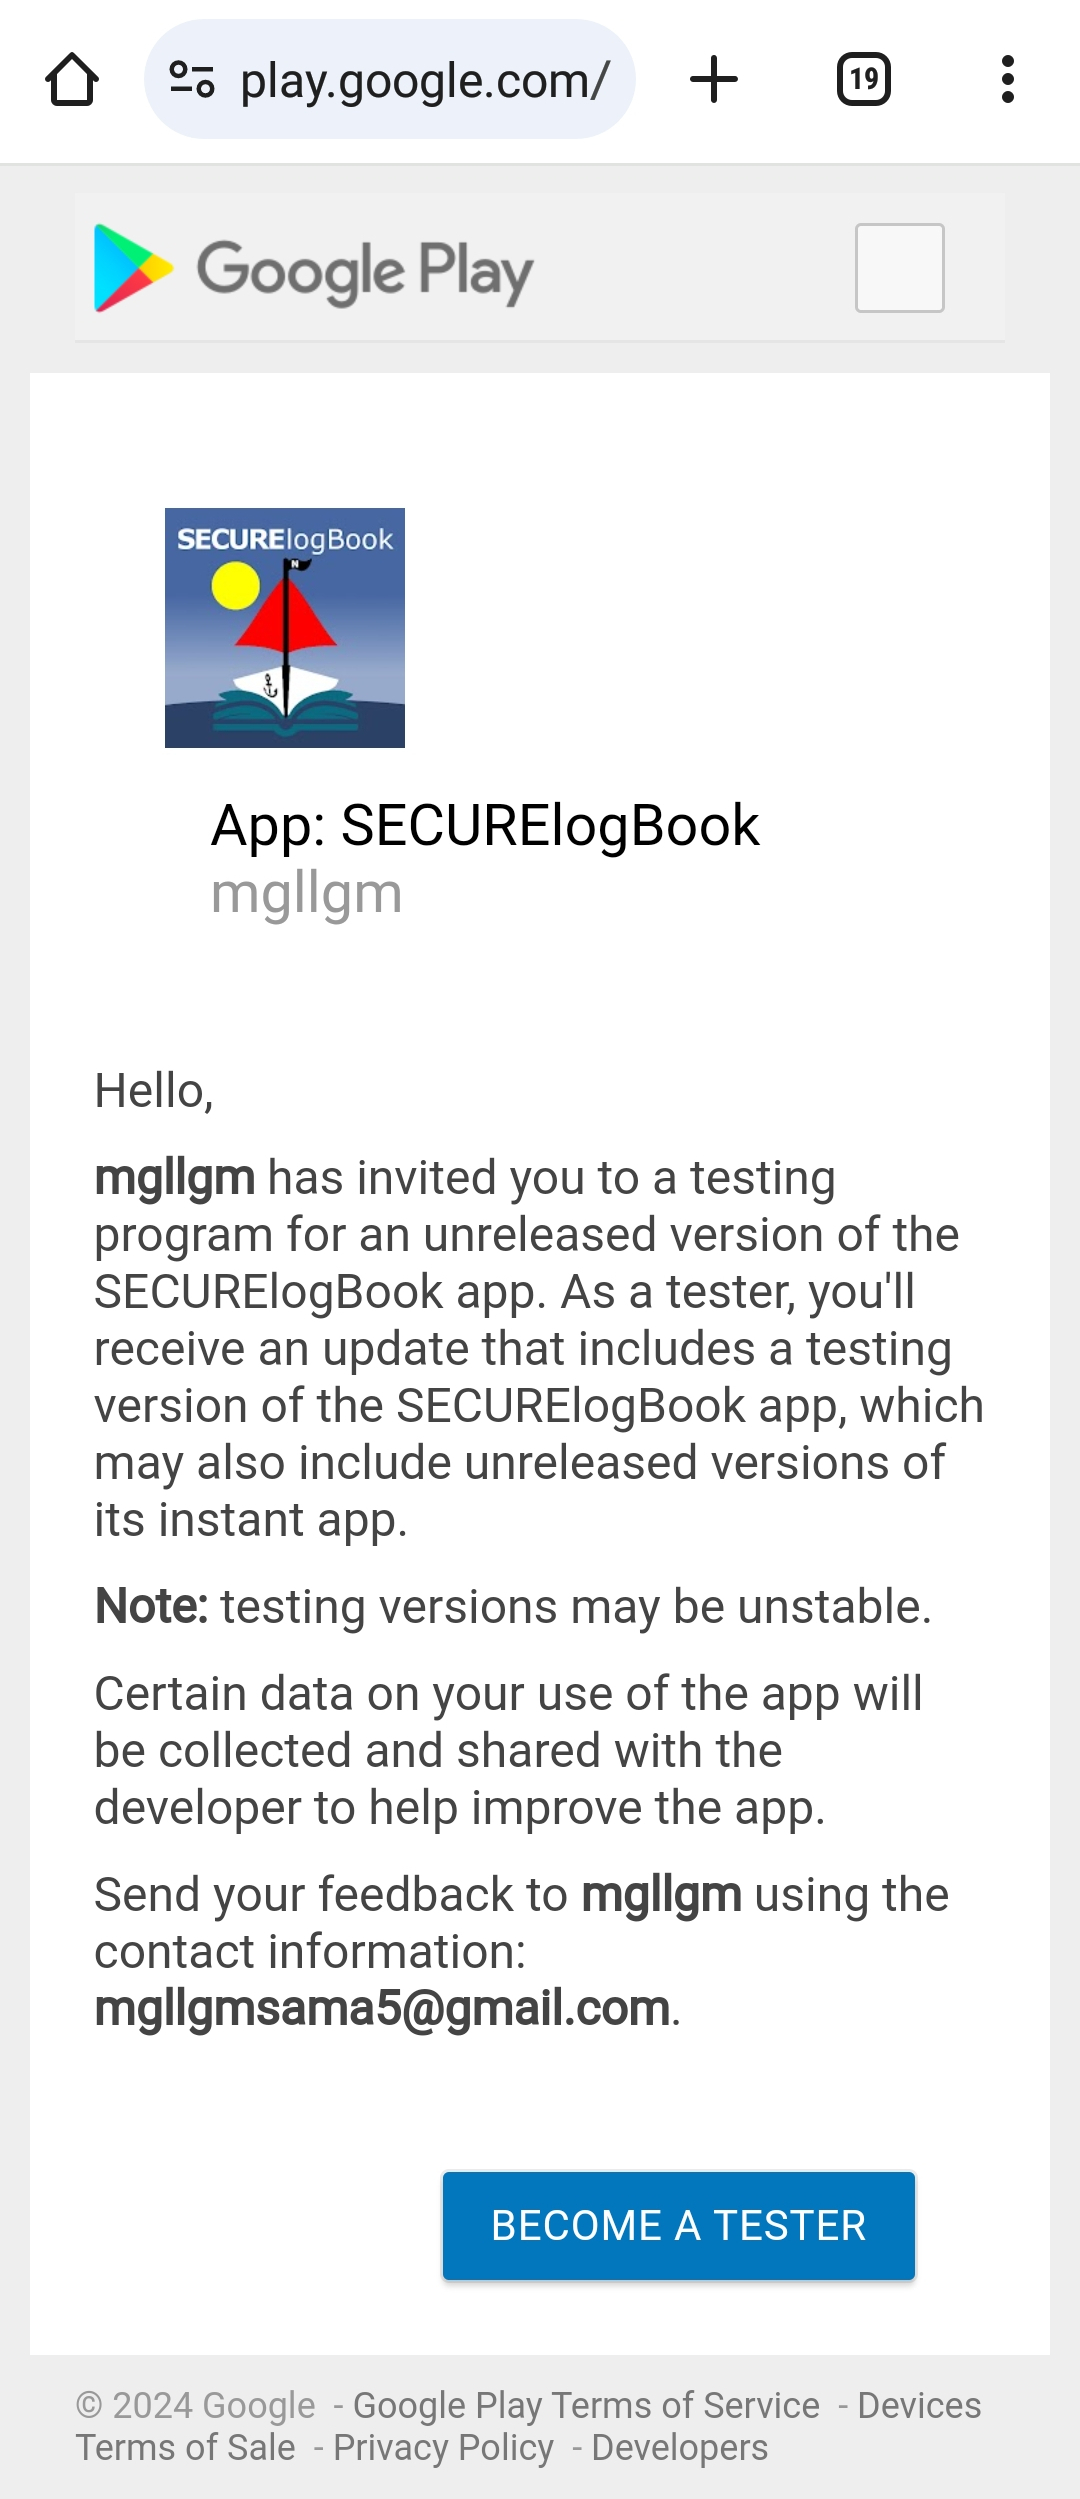 play.google.com/
19
Google Play
SECURElogBook
N
App: SECURElogBook
mgllgm
Hello,
mgllgm has invited you to a testing
program for an unreleased version of the
SECURElogBook app. As a tester, you'll
receive an update that includes a testing
version of the SECURElogBook app, which
may also include unreleased versions of
its instant app.
Note: testing versions may be unstable.
Certain data on your use of the app will
be collected and shared with the
developer to help improve the app.
Send your feedback to mgllgm using the
contact information:
mgllgmsama5@gmail.com.
BECOME A TESTER
© 2024 Google - Google Play Terms of Service - Devices
Terms of Sale - Privacy Policy - Developers